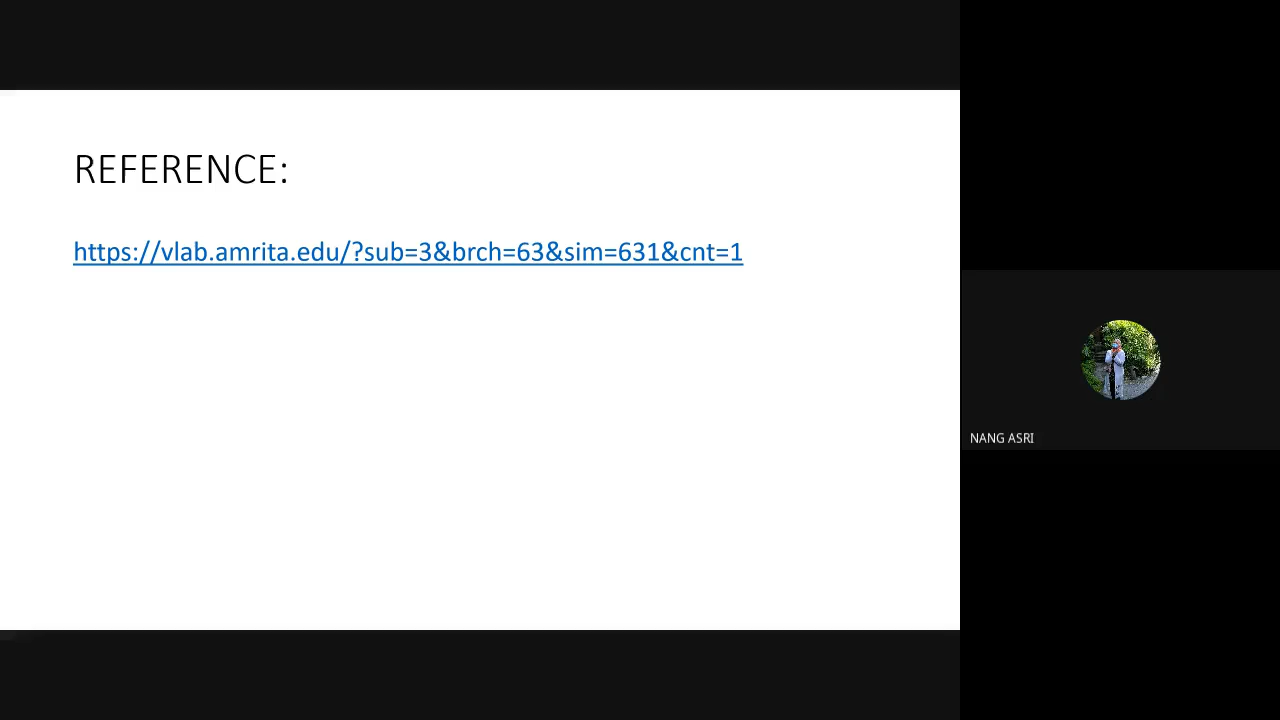 REFERENCE:
https://vlab.amrita.edu/?sub=3&brch=63&sim=631&cnt=1
NANG ASRI